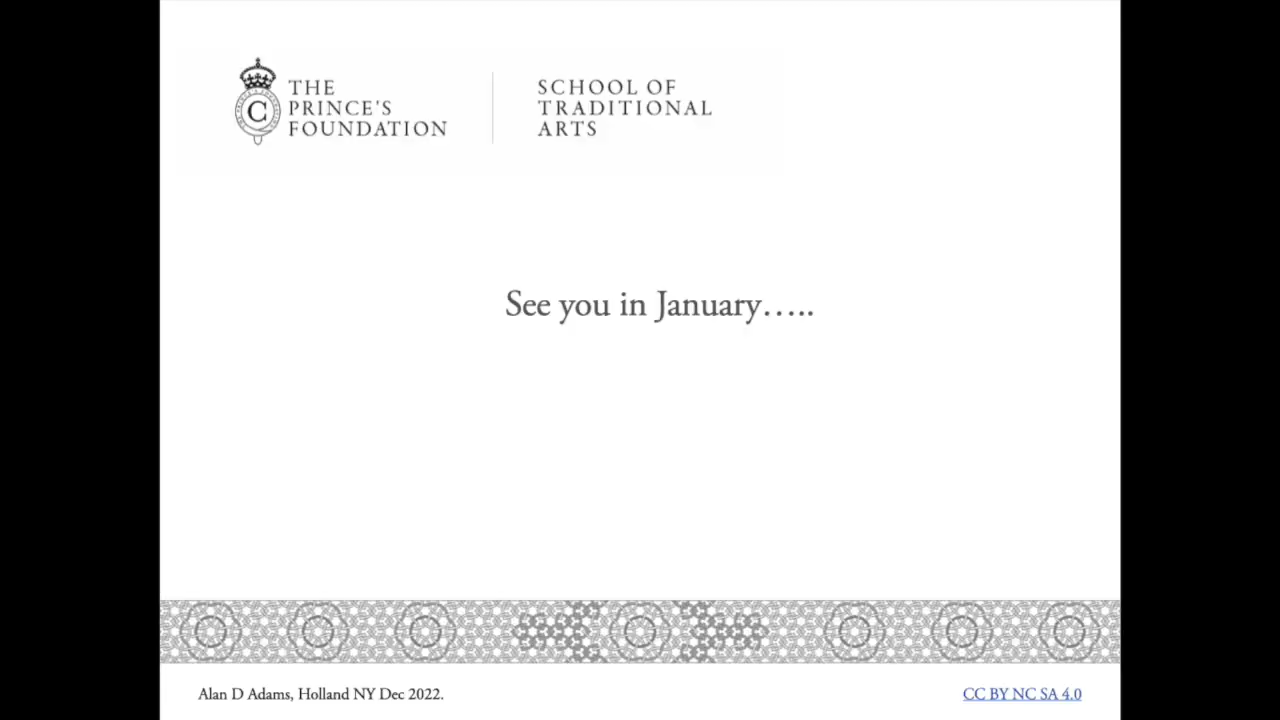 THE
PRINCE'S
FOUNDATION
C
SCHOOL OF
TRADITIONAL
ARTS
See you in January…..
Alan D Adams, Holland NY Dec 2022.
CC BY NC SA 4.0